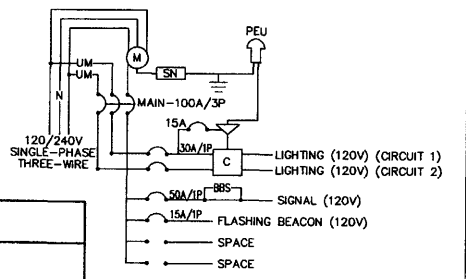 PEU
M
UM
SN
UM
N
MAIN-100A/3P
15A
120/240V
SINGLE-PHASE
THREE-WIRE
30A/1P
C
LIGHTING (120V) (CIRCUIT 1)
LIGHTING (120V) (CIRCUIT 2)
BBS
50A/1P
SIGNAL (120V)
15A/1P
FLASHING BEACON (120V)
SPACE
SPACE